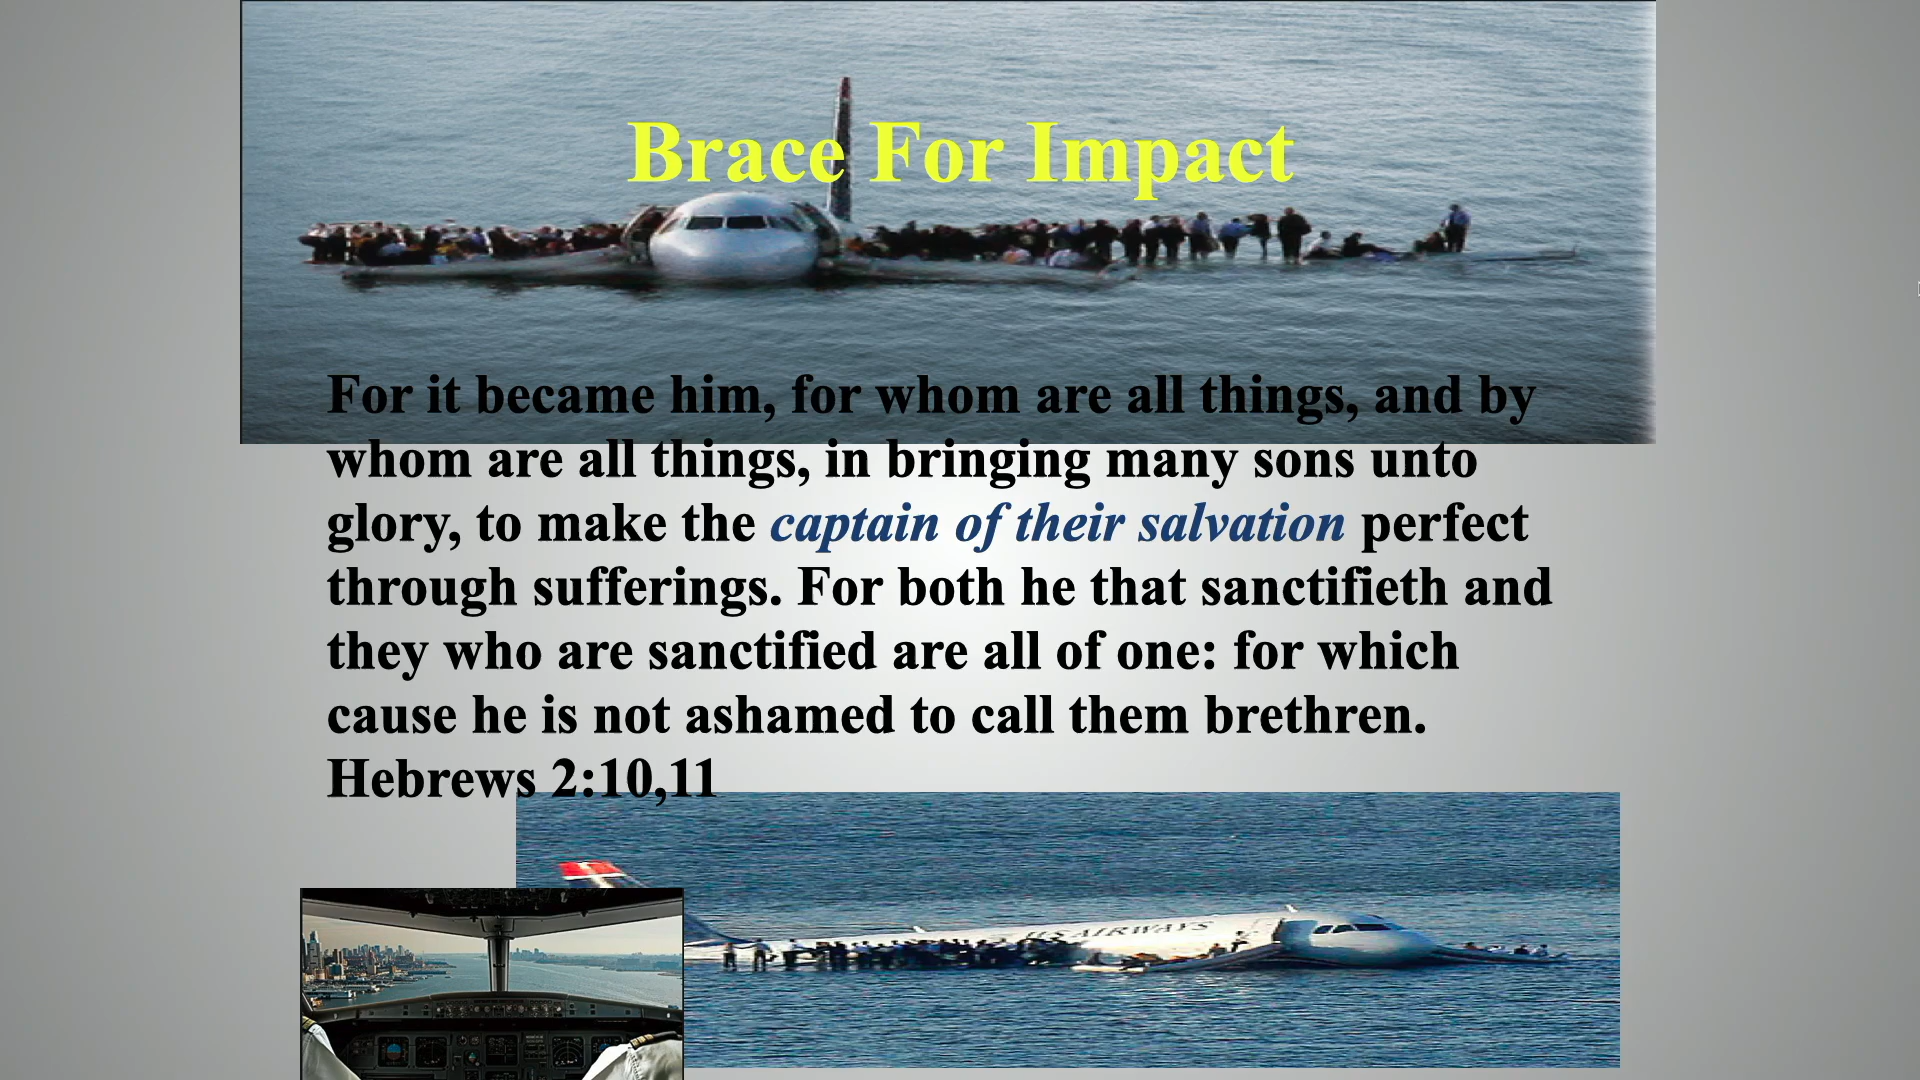 Brace For Impact
For it became him, for whom are all things, and by
whom are all things, in bringing many sons unto
glory, to make the captain of their salvation perfect
through sufferings. For both he that sanctifieth and
they who are sanctified are all of one: for which
cause he is not ashamed to call them brethren.
Hebrews 2:10,11
US AIRWAYS